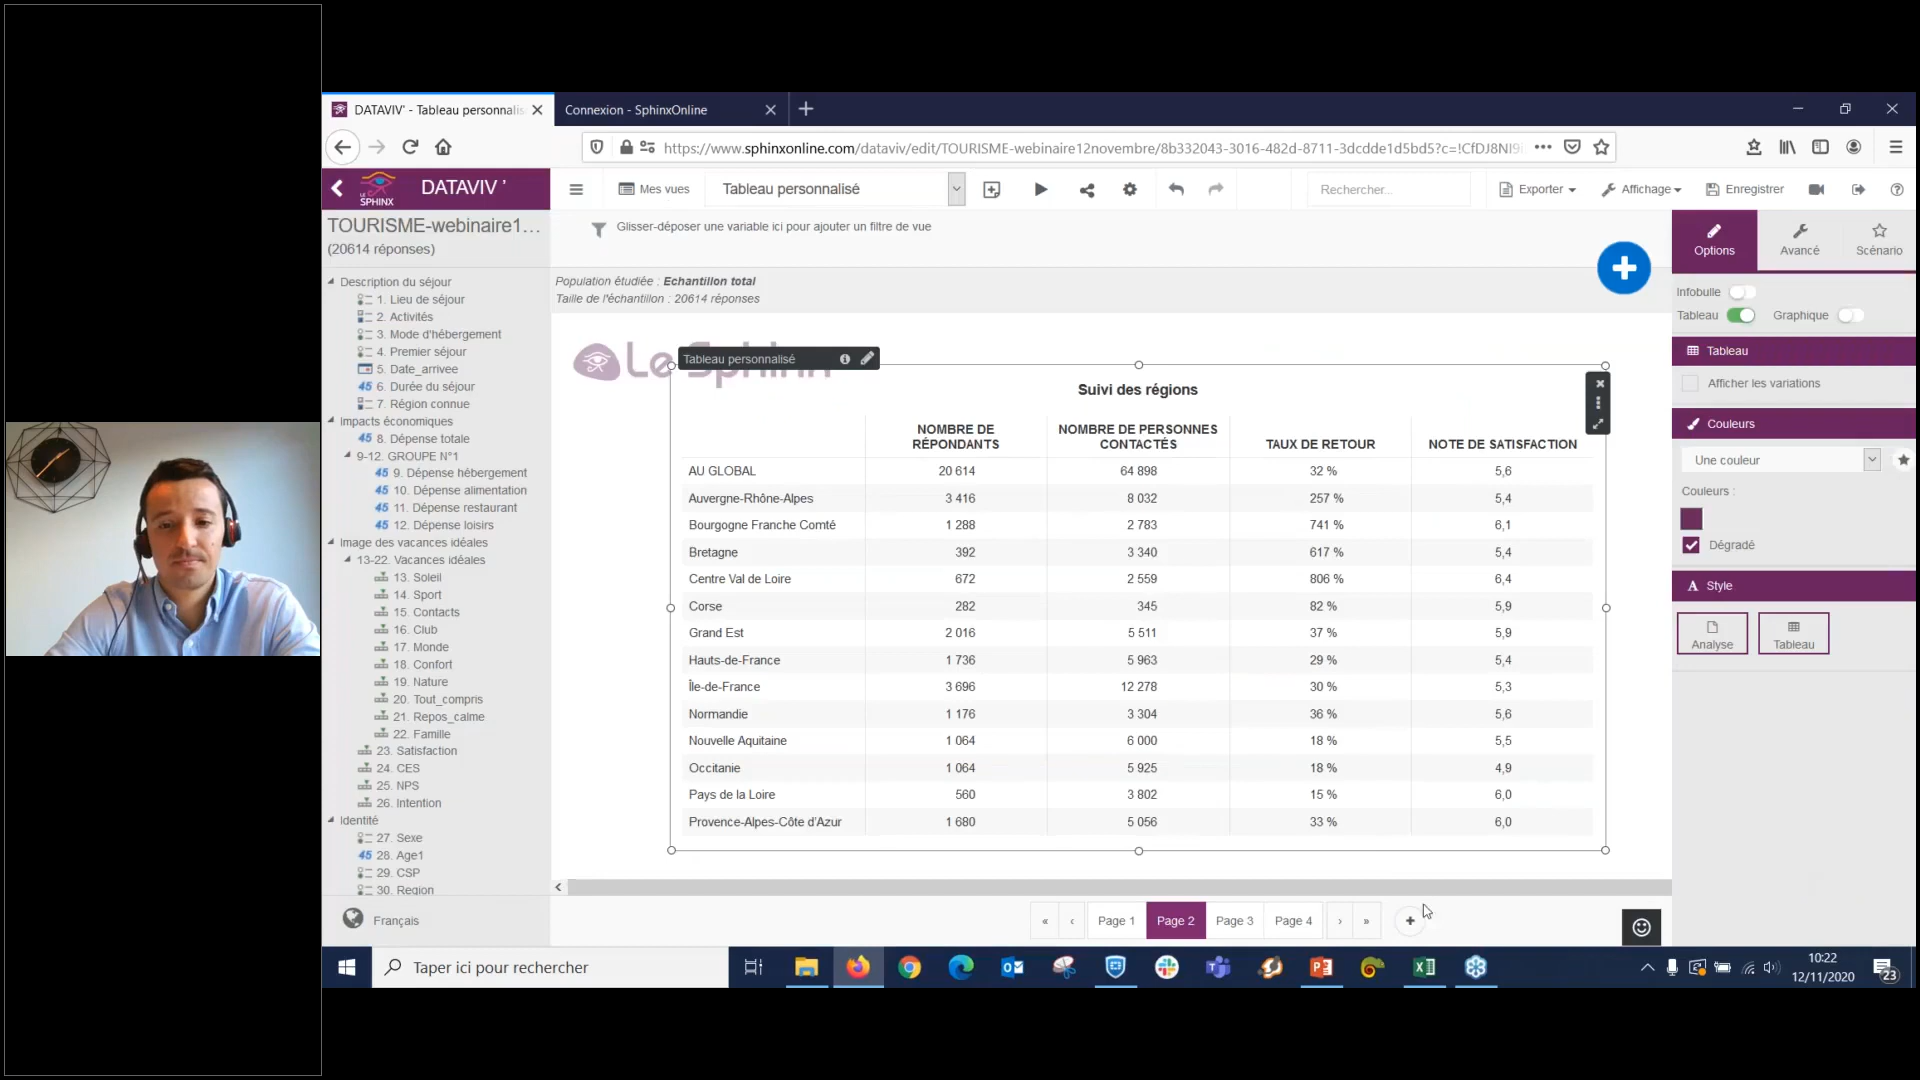 DATAVIV' - Tableau personnalis
Connexion - SphinxOnline
https://www.sphinxonline.com/dataviv/edit/TOURISME-webinaire12novembre/8b332043-3016-482d-8711-3dcdde1d5bd5?c=!CfDJ8NI9
LE SPHINX
DATAVIV '
Mes vues
Tableau personnalisé
Rechercher...
Exporter
Affichage
Enregistrer
TOURISME-webinaire1...
(20614 réponses)
Glisser-déposer une variable ici pour ajouter un filtre de vue
Population étudiée : Echantillon total
Taille de l'échantillon : 20614 réponses
Description du séjour
1. Lieu de séjour
2. Activités
3. Mode d'hébergement
4. Premier séjour
5. Date_arrivee
45 6. Durée du séjour
7. Région connue
Impacts économiques
45 8. Dépense totale
9-12. GROUPE N°1
45 9. Dépense hébergement
45 10. Dépense alimentation
45 11. Dépense restaurant
45 12. Dépense loisirs
Image des vacances idéales
13-22. Vacances idéales
13. Soleil
14. Sport
15. Contacts
16. Club
17. Monde
18. Confort
19. Nature
20. Tout_compris
21. Repos_calme
22. Famille
23. Satisfaction
24. CES
25. NPS
26. Intention
Identité
27. Sexe
45 28. Age1
29. CSP
30. Region
Français
Le Sphinx
Tableau personnalisé
Suivi des régions
NOMBRE DE RÉPONDANTS
NOMBRE DE PERSONNES CONTACTÉS
TAUX DE RETOUR
NOTE DE SATISFACTION
AU GLOBAL 20 614 64 898 32 % 5,6
Auvergne-Rhône-Alpes 3 416 8 032 257 % 5,4
Bourgogne Franche Comté 1 288 2 783 741 % 6,1
Bretagne 392 3 340 617 % 5,4
Centre Val de Loire 672 2 559 806 % 6,4
Corse 282 345 82 % 5,9
Grand Est 2 016 5 511 37 % 5,9
Hauts-de-France 1 736 5 963 29 % 5,4
Île-de-France 3 696 12 278 30 % 5,3
Normandie 1 176 3 304 36 % 5,6
Nouvelle Aquitaine 1 064 6 000 18 % 5,5
Occitanie 1 064 5 925 18 % 4,9
Pays de la Loire 560 3 802 15 % 6,0
Provence-Alpes-Côte d'Azur 1 680 5 056 33 % 6,0
« ‹ Page 1 Page 2 Page 3 Page 4 › » +
Options
Avancé
Scénario
Infobulle
Tableau
Graphique
Tableau
Afficher les variations
Couleurs
Une couleur
Couleurs :
Dégradé
A Style
Analyse
Tableau
Taper ici pour rechercher
10:22
12/11/2020
23